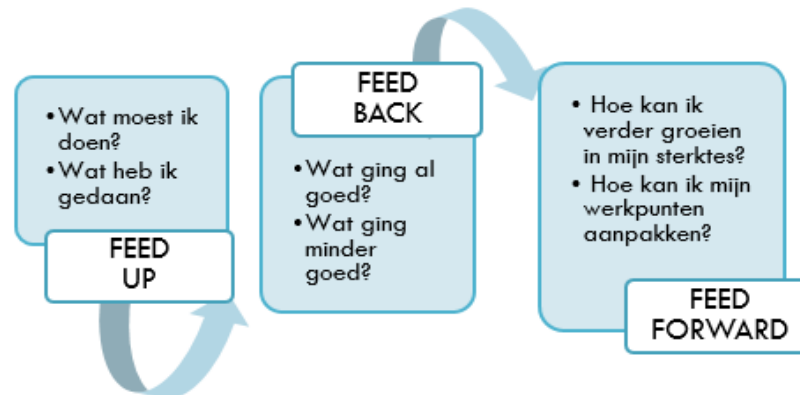 •Wat moest ik
doen?
•Wat heb ik
gedaan?
FEED
UP
FEED
BACK
•Wat ging al
goed?
•Wat ging
minder
goed?
• Hoe kan ik
verder groeien
in mijn sterktes?
• Hoe kan ik mijn
werkpunten
aanpakken?
FEED
FORWARD